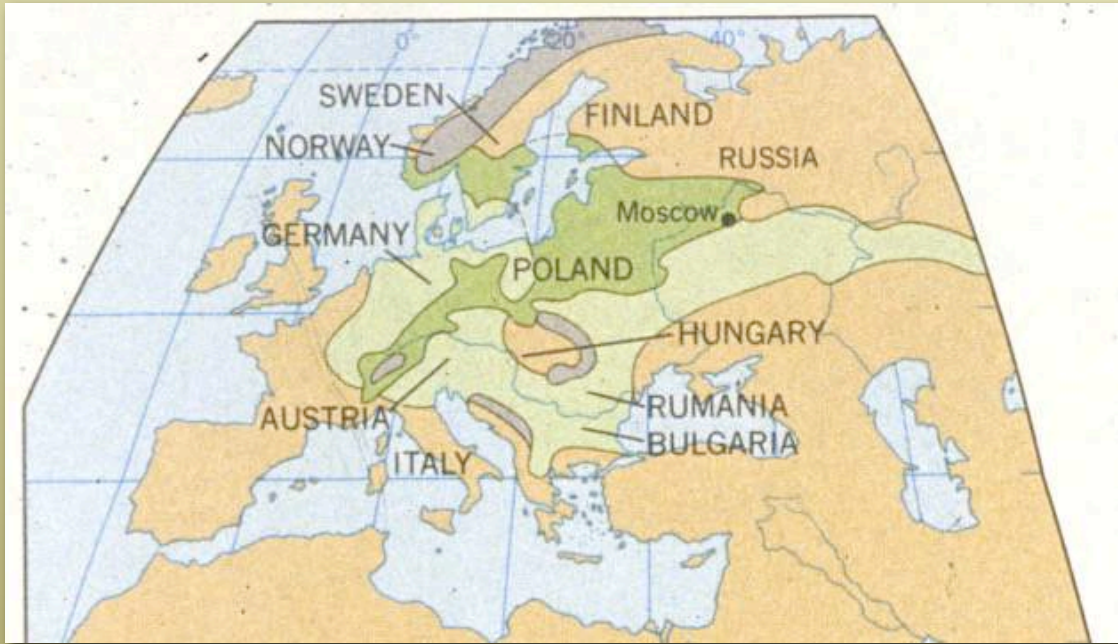 0° 20° 40°
SWEDEN
FINLAND
NORWAY
RUSSIA
Moscow
GERMANY
POLAND
HUNGARY
AUSTRIA
RUMANIA
BULGARIA
ITALY